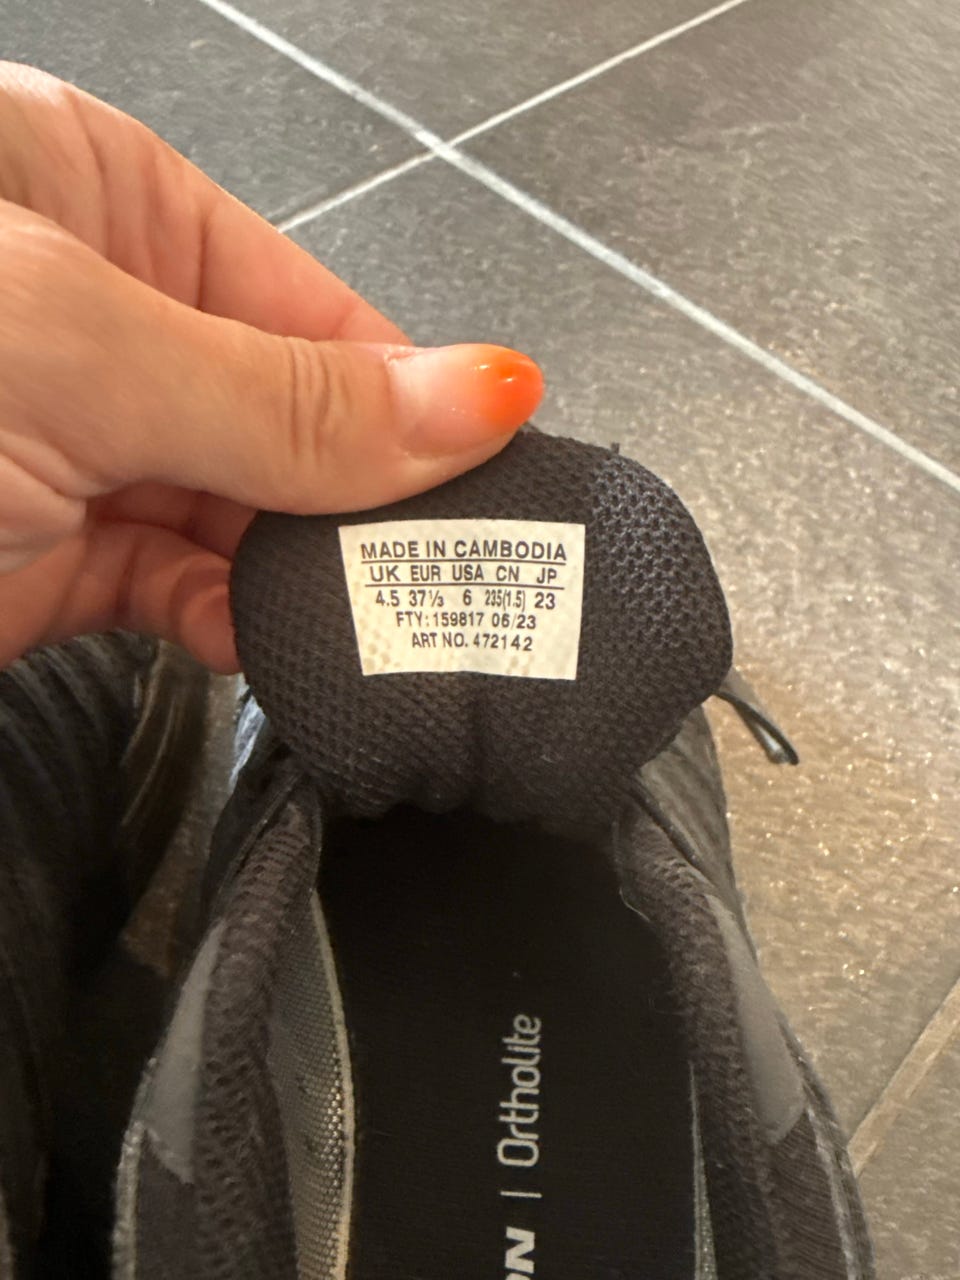 MADE IN CAMBODIA
UK EUR USA CN JP
4.5 37⅓ 6 235(1.5) 23
FTY: 159817 06/23
ART NO. 472142
ON | Ortholite